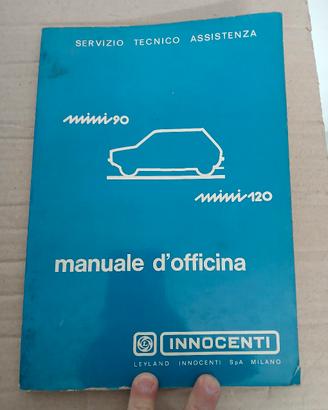 SERVIZIO TECNICO ASSISTENZA
mini 90
mini 120
manuale d'officina
INNOCENTI
LEYLAND INNOCENTI SpA MILANO